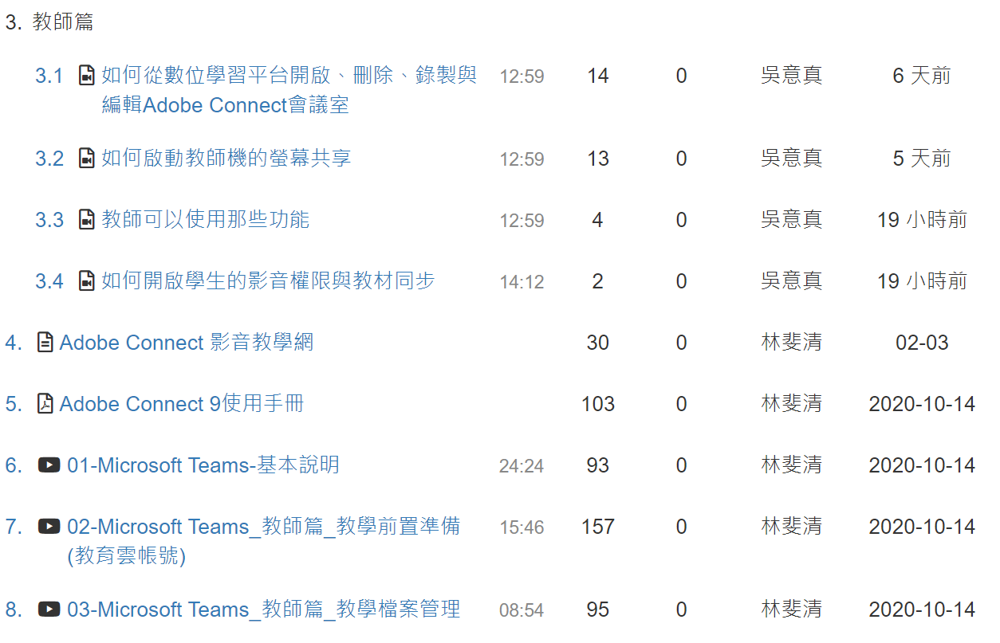 3. 教師篇
3.1 如何從數位學習平台開啟、刪除、錄製與 12:59 14 0 吳意真 6 天前
編輯Adobe Connect會議室
3.2 如何啟動教師機的螢幕共享 12:59 13 0 吳意真 5 天前
3.3 教師可以使用那些功能 12:59 4 0 吳意真 19 小時前
3.4 如何開啟學生的影音權限與教材同步 14:12 2 0 吳意真 19 小時前
4. Adobe Connect 影音教學網 30 0 林斐清 02-03
5. Adobe Connect 9使用手冊 103 0 林斐清 2020-10-14
6. 01-Microsoft Teams-基本說明 24:24 93 0 林斐清 2020-10-14
7. 02-Microsoft Teams_教師篇_教學前置準備 15:46 157 0 林斐清 2020-10-14
(教育雲帳號)
8. 03-Microsoft Teams_教師篇_教學檔案管理 08:54 95 0 林斐清 2020-10-14